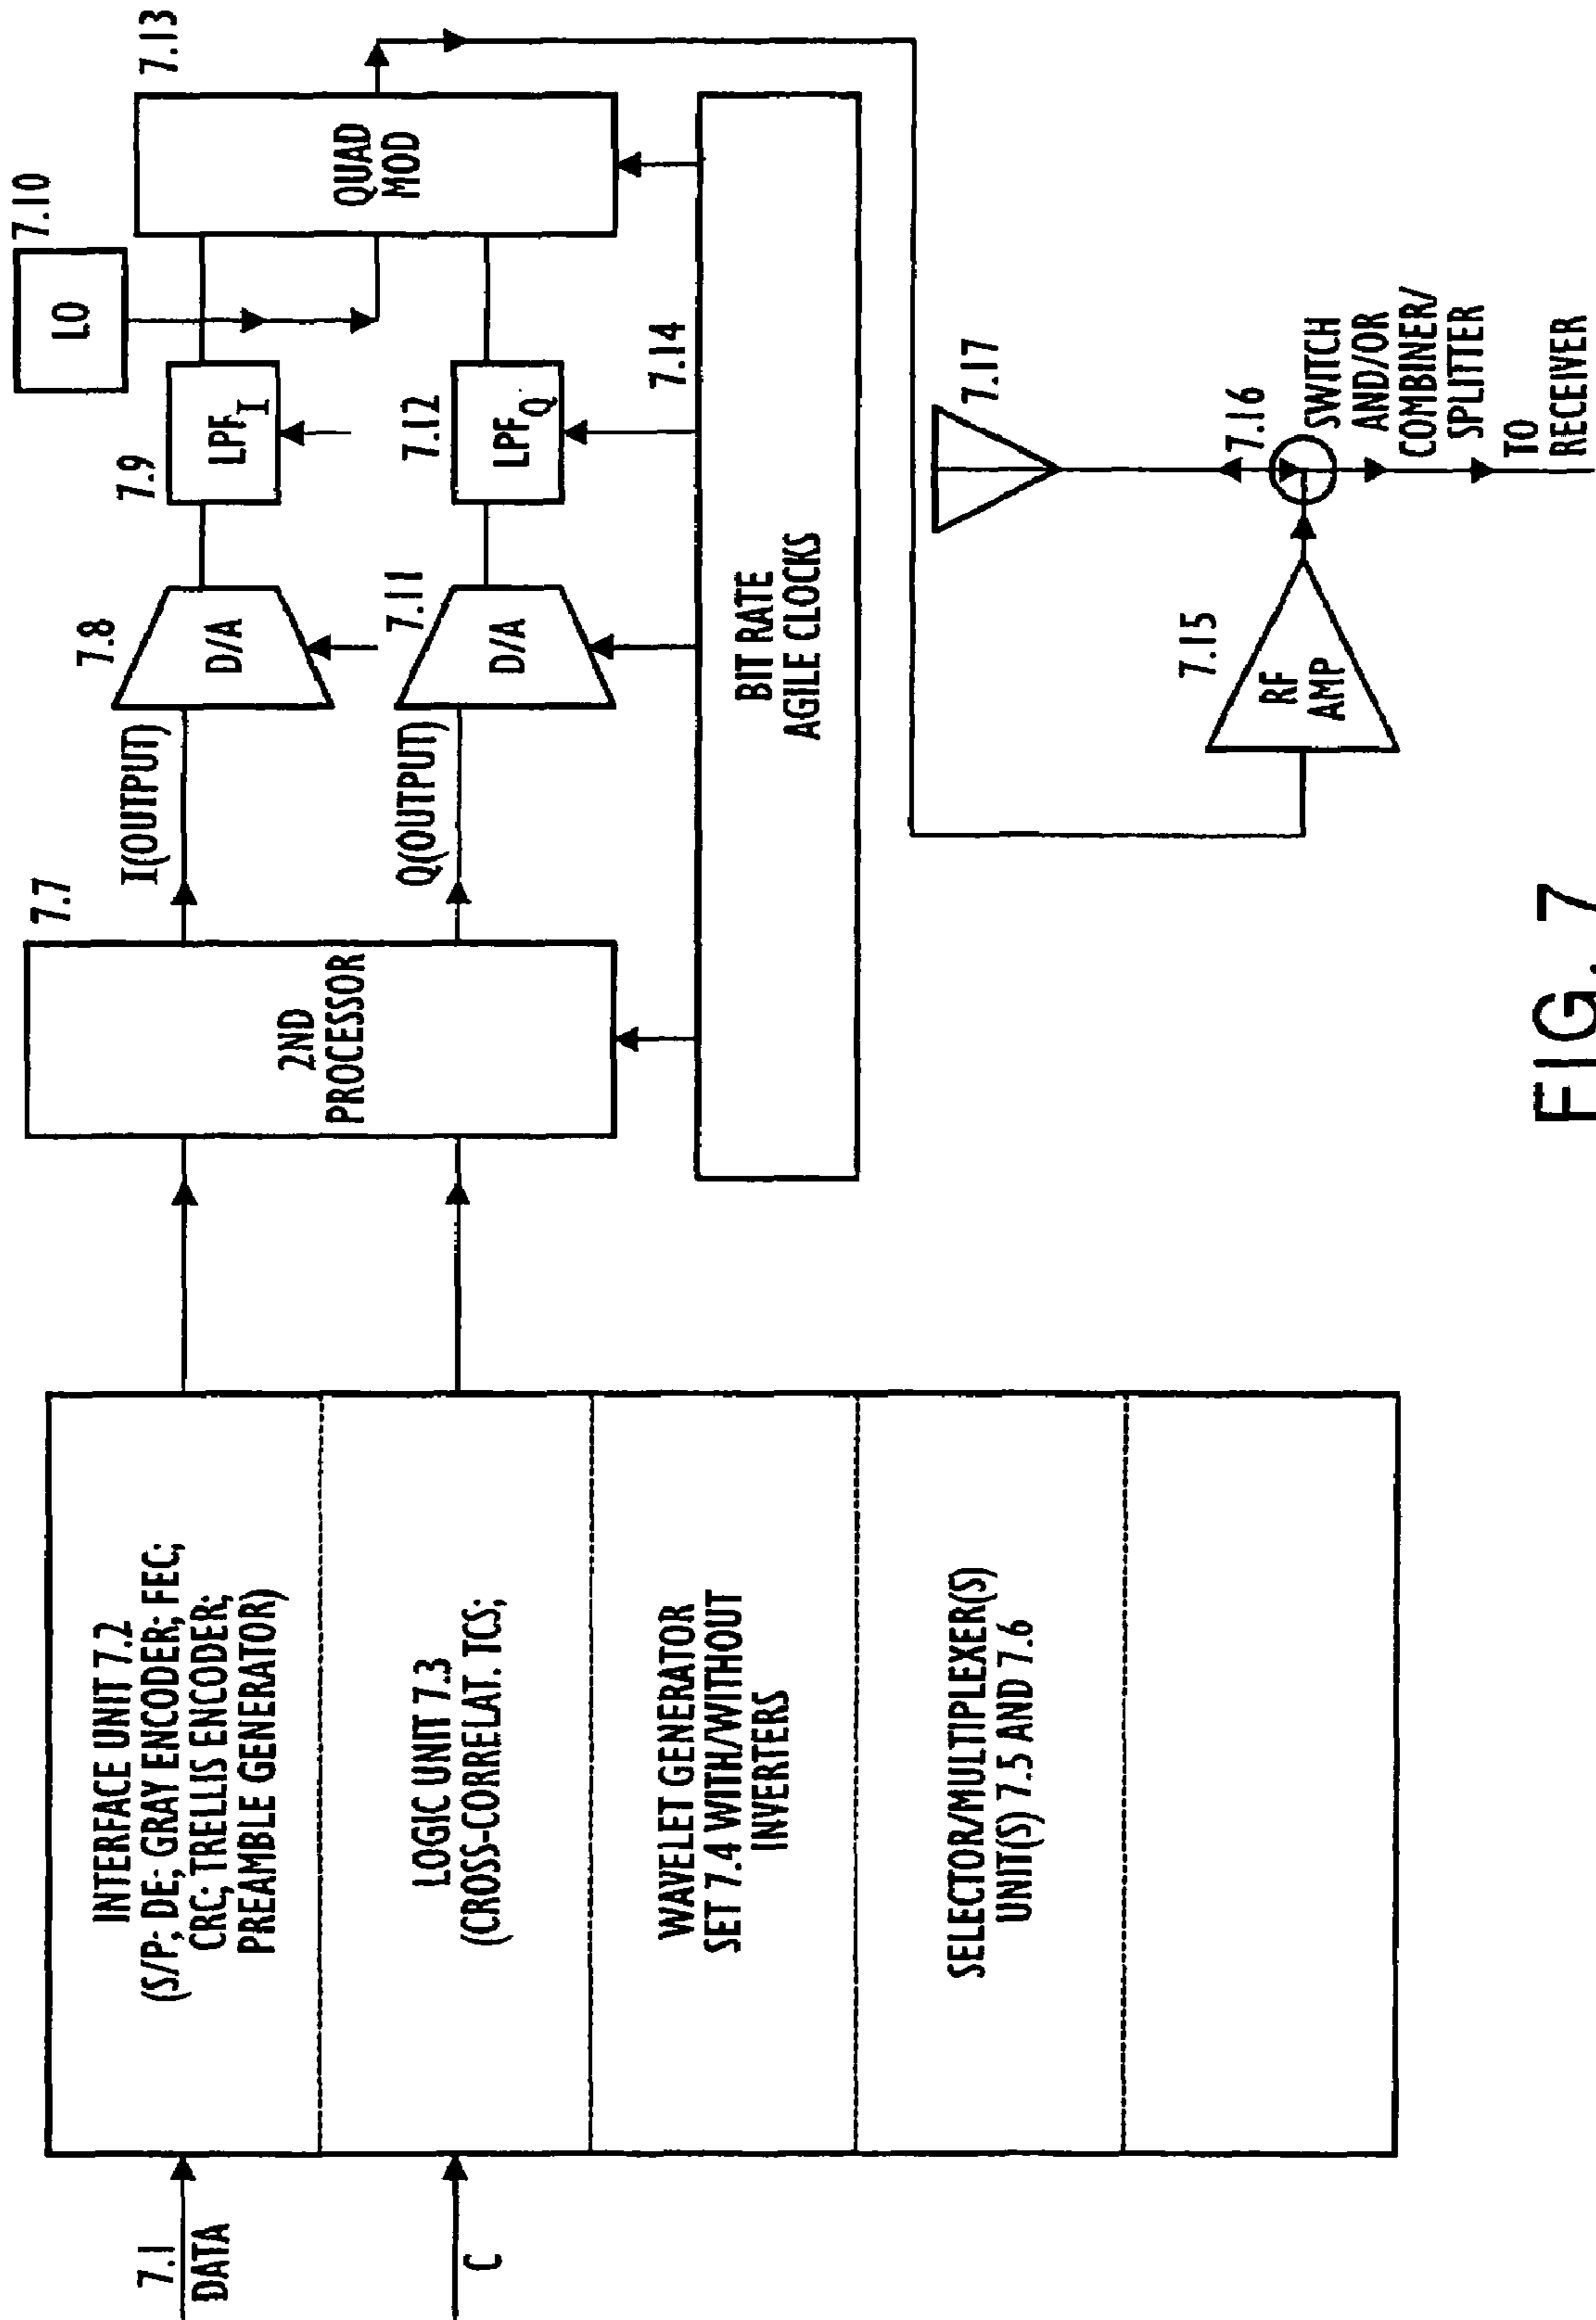 7.1
DATA
C
INTERFACE UNIT 7.2
(S/P; DE; GRAY ENCODER; FEC;
CRC; TRELLIS ENCODER;
PREAMBLE GENERATOR)
LOGIC UNIT 7.3
(CROSS-CORRELAT. TCS;
WAVELET GENERATOR
SET 7.4 WITH/WITHOUT
INVERTERS
SELECTOR/MULTIPLEXER(S)
UNIT(S) 7.5 AND 7.6
7.7
2ND
PROCESSOR
I(OUTPUT)
Q(OUTPUT)
7.8
D/A
7.11
D/A
7.9
LPF I
7.12
LPF Q
7.10
LO
7.13
QUAD
MOD
7.14
BIT RATE
AGILE CLOCKS
7.15
RF
AMP
7.17
7.16
SWITCH
AND/OR
COMBINER/
SPLITTER
TO
RECEIVER
FIG. 7